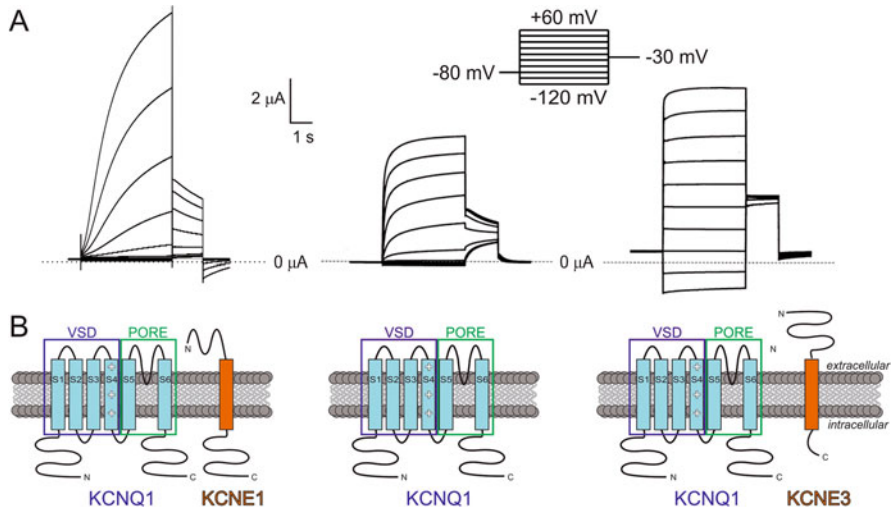 A
+60 mV
-80 mV
-30 mV
-120 mV
2 µA
1 s
0 µA
0 µA
B
VSD
PORE
N
S1 S2 S3 S4 S5 S6
N
C
KCNQ1
C
KCNE1
VSD
PORE
S1 S2 S3 S4 S5 S6
N
C
KCNQ1
VSD
PORE
N
N
S1 S2 S3 S4 S5 S6
extracellular
intracellular
N
C
C
KCNQ1
KCNE3